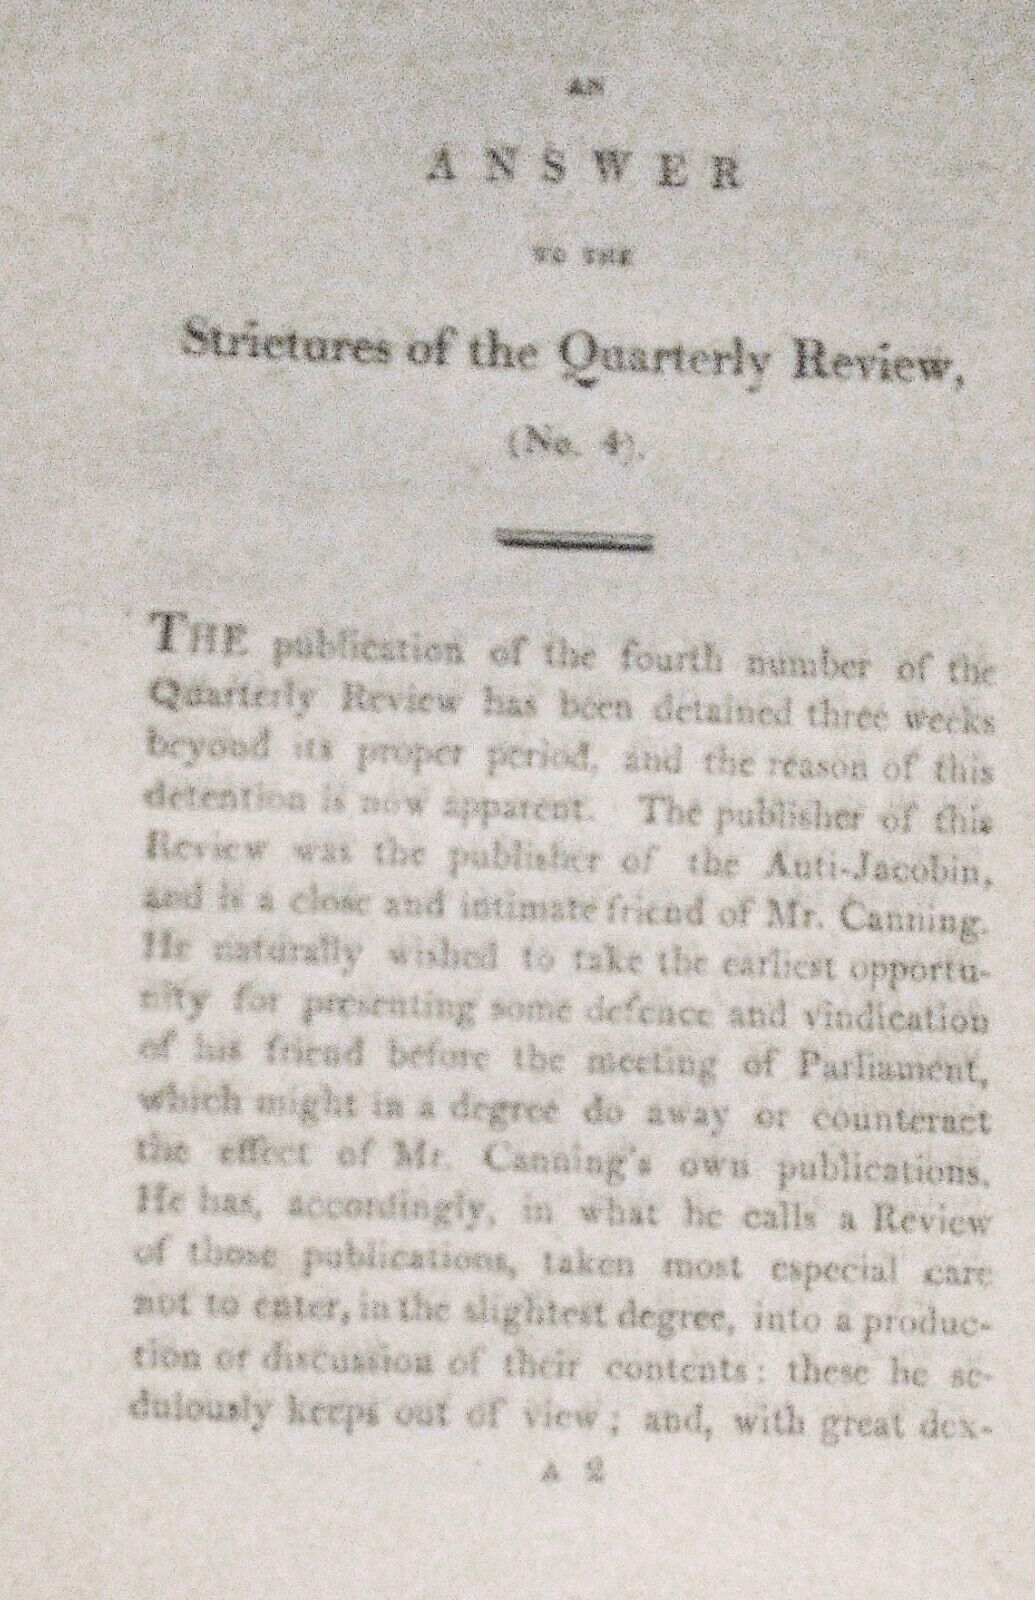 AN
ANSWER
TO THE
Strictures of the Quarterly Review,
(No. 4).
THE publication of the fourth number of the
Quarterly Review has been detained three weeks
beyond its proper period, and the reason of this
detention is now apparent. The publisher of this
Review was the publisher of the Anti-Jacobin,
and is a close and intimate friend of Mr. Canning.
He naturally wished to take the earliest opportu-
nity for presenting some defence and vindication
of his friend before the meeting of Parliament,
which might in a degree do away or counteract
the effect of Mr. Canning's own publications.
He has, accordingly, in what he calls a Review
of those publications, taken most especial care
not to enter, in the slightest degree, into a produc-
tion or discussion of their contents: these he se-
dulously keeps out of view; and, with great dex-
A 2